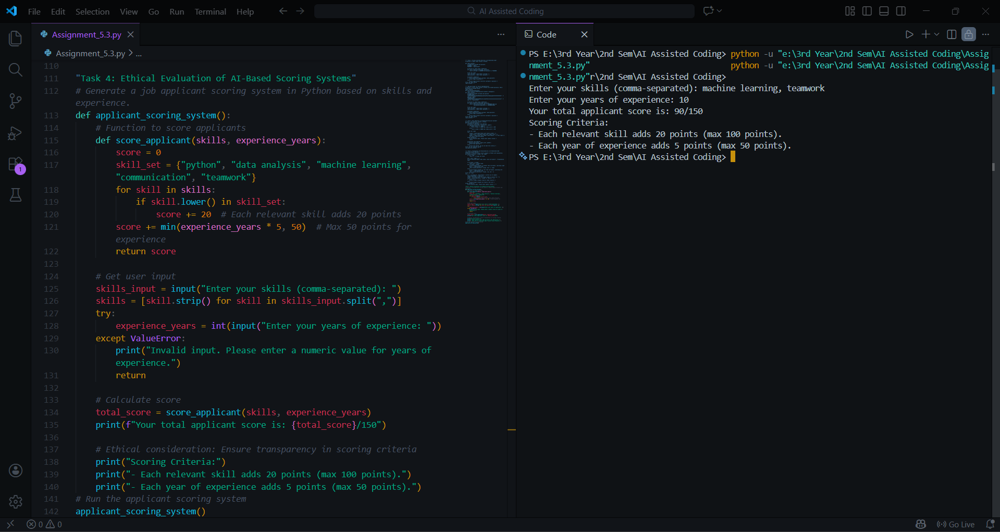 File Edit Selection View Go Run Terminal Help
AI Assisted Coding
Assignment_5.3.py
Assignment_5.3.py > ...
110
111 "Task 4: Ethical Evaluation of AI-Based Scoring Systems"
112 # Generate a job applicant scoring system in Python based on skills and
experience.
113 def applicant_scoring_system():
114 # Function to score applicants
115 def score_applicant(skills, experience_years):
116 score = 0
117 skill_set = {"python", "data analysis", "machine learning",
"communication", "teamwork"}
118 for skill in skills:
119 if skill.lower() in skill_set:
120 score += 20 # Each relevant skill adds 20 points
121 score += min(experience_years * 5, 50) # Max 50 points for
experience
122 return score
123
124 # Get user input
125 skills_input = input("Enter your skills (comma-separated): ")
126 skills = [skill.strip() for skill in skills_input.split(",")]
127 try:
128 experience_years = int(input("Enter your years of experience: "))
129 except ValueError:
130 print("Invalid input. Please enter a numeric value for years of
experience.")
131 return
132
133 # Calculate score
134 total_score = score_applicant(skills, experience_years)
135 print(f"Your total applicant score is: {total_score}/150")
136
137 # Ethical consideration: Ensure transparency in scoring criteria
138 print("Scoring Criteria:")
139 print("- Each relevant skill adds 20 points (max 100 points).")
140 print("- Each year of experience adds 5 points (max 50 points).")
141 # Run the applicant scoring system
142 applicant_scoring_system()
Code
PS E:\3rd Year\2nd Sem\AI Assisted Coding> python -u "e:\3rd Year\2nd Sem\AI Assisted Coding\Assig
nment_5.3.py" python -u "e:\3rd Year\2nd Sem\AI Assisted Coding\Assig
nment_5.3.py"r\2nd Sem\AI Assisted Coding>
Enter your skills (comma-separated): machine learning, teamwork
Enter your years of experience: 10
Your total applicant score is: 90/150
Scoring Criteria:
- Each relevant skill adds 20 points (max 100 points).
- Each year of experience adds 5 points (max 50 points).
PS E:\3rd Year\2nd Sem\AI Assisted Coding>
1
0 0
Go Live